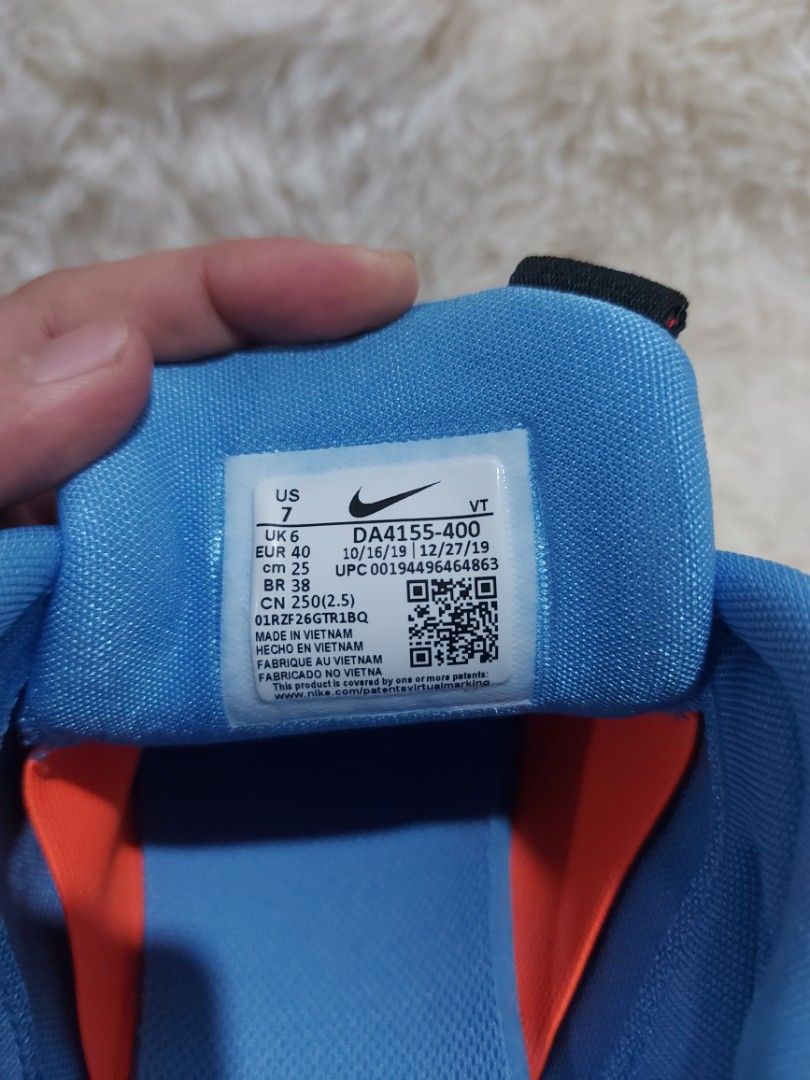 US
7
VT
UK 6
DA4155-400
EUR 40
10/16/19 | 12/27/19
cm 25
UPC 00194496464863
BR 38
CN 250(2.5)
01RZF26GTR1BQ
MADE IN VIETNAM
HECHO EN VIETNAM
FABRIQUE AU VIETNAM
FABRICADO NO VIETNA
This product is covered by one or more patents:
www.nike.com/patentsvirtualmarking